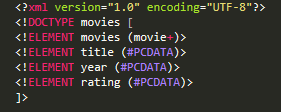 <?xml version="1.0" encoding="UTF-8"?>
<!DOCTYPE movies [
<!ELEMENT movies (movie+)>
<!ELEMENT title (#PCDATA)>
<!ELEMENT year (#PCDATA)>
<!ELEMENT rating (#PCDATA)>
]>